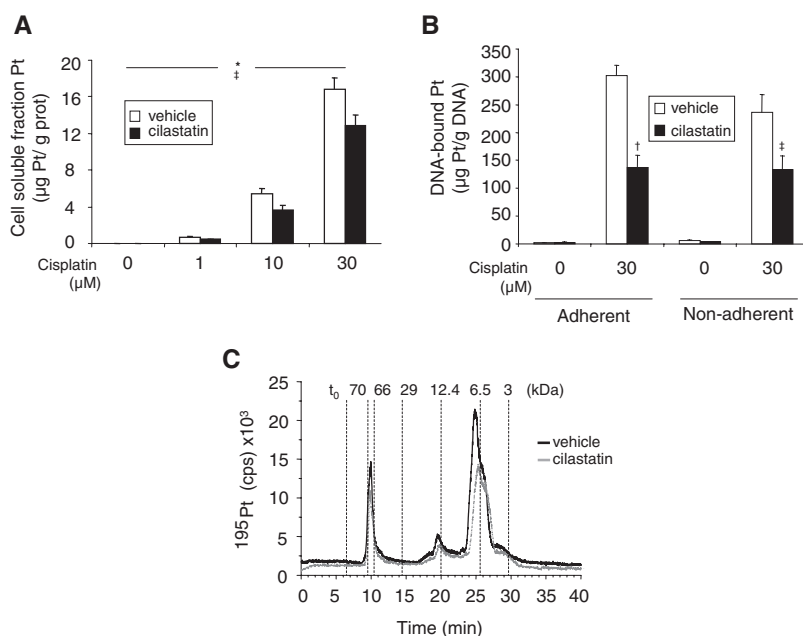 A
Cell soluble fraction Pt
(µg Pt/ g prot)
20
16
12
8
4
0
*
‡
vehicle
cilastatin
Cisplatin
(µM)
0 1 10 30
B
DNA-bound Pt
(µg Pt/g DNA)
350
300
250
200
150
100
50
0
vehicle
cilastatin
†
‡
Cisplatin
(µM)
0 30 0 30
Adherent Non-adherent
C
195Pt (cps) x10³
25
20
15
10
5
0
t₀ 70 66 29 12.4 6.5 3 (kDa)
vehicle
cilastatin
0 5 10 15 20 25 30 35 40
Time (min)